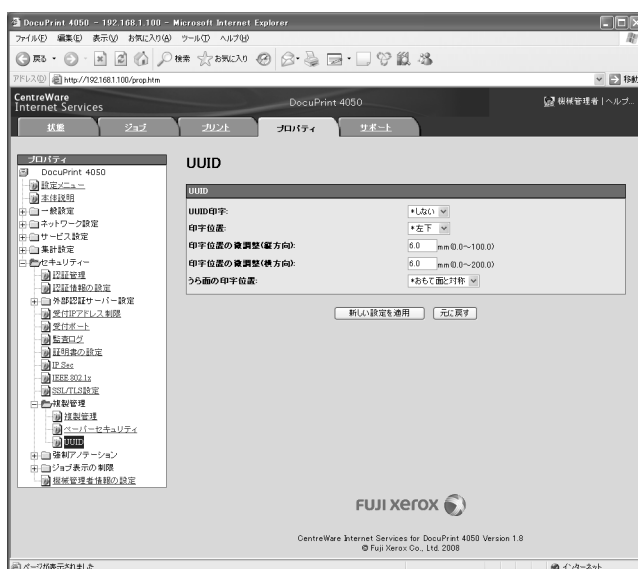 DocuPrint 4050 - 192.168.1.100 - Microsoft Internet Explorer
ファイル(F) 編集(E) 表示(V) お気に入り(A) ツール(T) ヘルプ(H)
戻る 検索 お気に入り
アドレス(D) http://192.168.1.100/prop.htm 移動
CentreWare
Internet Services
DocuPrint 4050
機械管理者 | ヘルプ...
状態 ジョブ プリント プロパティ サポート
プロパティ
DocuPrint 4050
設定メニュー
本体説明
一般設定
ネットワーク設定
サービス設定
集計設定
セキュリティー
認証管理
認証情報の設定
外部認証サーバー設定
受付IPアドレス制限
受付ポート
監査ログ
証明書の設定
IP Sec
IEEE 802.1x
SSL/TLS設定
複製管理
複製管理
ペーパーセキュリティ
UUID
強制アノテーション
ジョブ表示の制限
機械管理者情報の設定
UUID
UUID
UUID印字: *しない
印字位置: *左下
印字位置の微調整(縦方向): 6.0 mm(0.0～100.0)
印字位置の微調整(横方向): 6.0 mm(0.0～200.0)
うら面の印字位置: *おもて面と対称
新しい設定を適用 元に戻す
FUJI XEROX
CentreWare Internet Services for DocuPrint 4050 Version 1.8
© Fuji Xerox Co., Ltd. 2008
ページが表示されました
インターネット